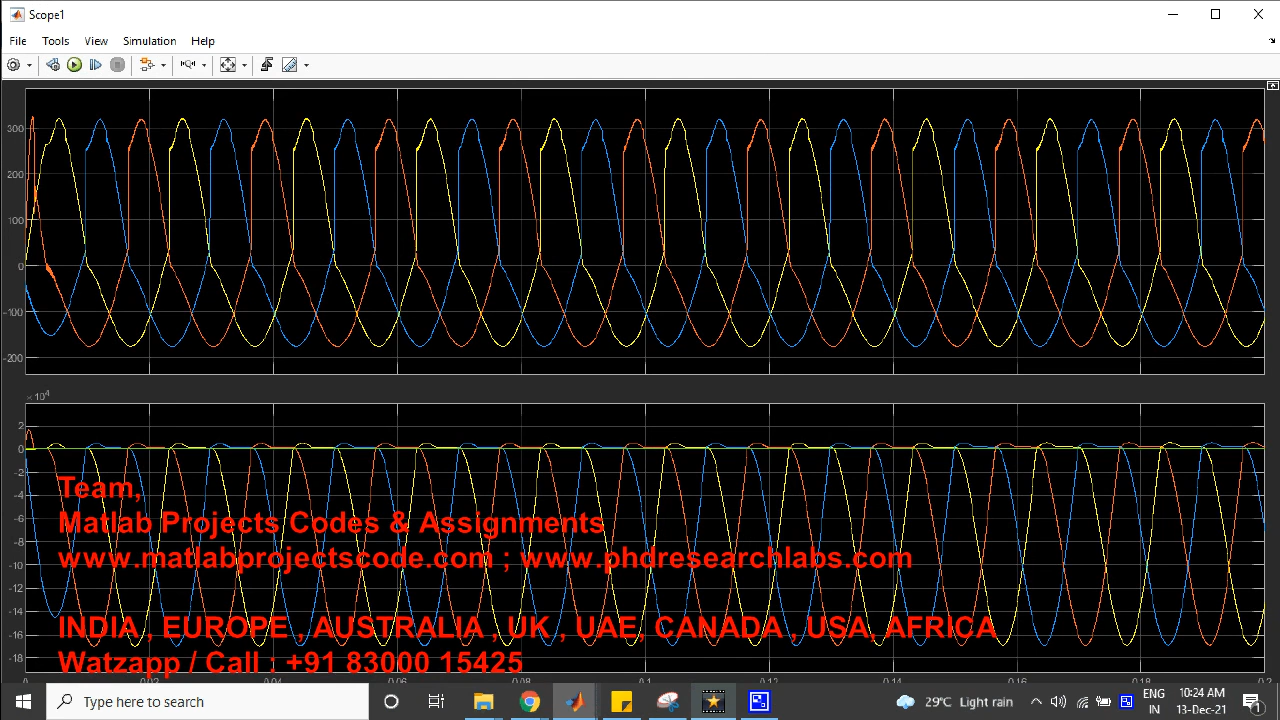 Scope1
File Tools View Simulation Help
300
200
100
0
-100
-200
×10^4
2
0
-2
-4
-6
-8
-10
-12
-14
-16
-18
Team,
Matlab Projects Codes & Assignments
www.matlabprojectscode.com ; www.phdresearchlabs.com
INDIA , EUROPE , AUSTRALIA , UK , UAE, CANADA , USA, AFRICA
Watzapp / Call : +91 83000 15425
0 0.02 0.04 0.06 0.08 0.1 0.12 0.14 0.16 0.18 0.2
Type here to search
29°C Light rain
ENG
IN
10:24 AM
13-Dec-21
1